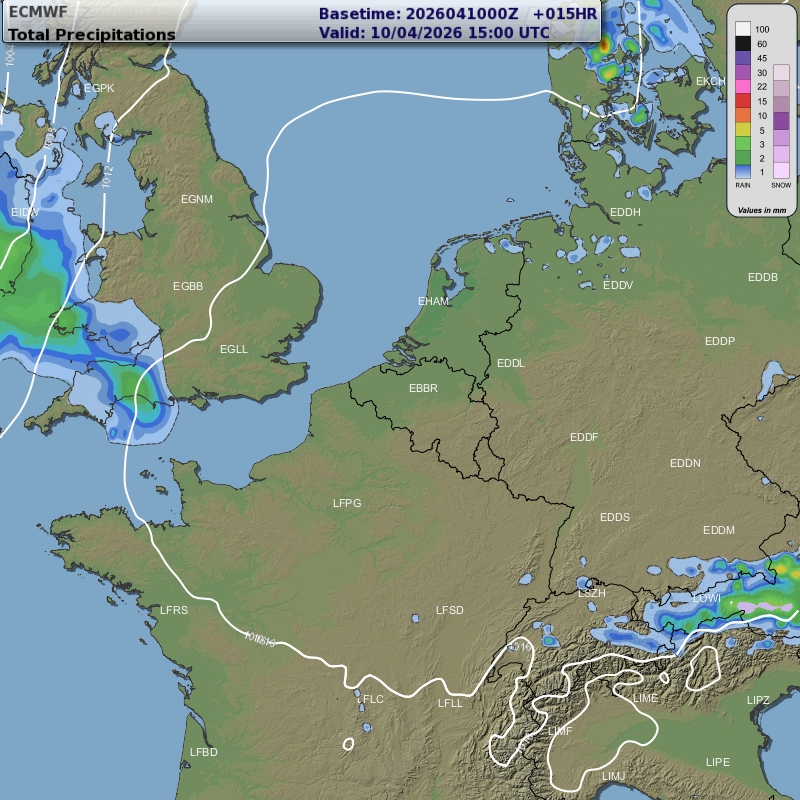 ECMWF
Total Precipitations
Basetime: 2026041000Z +015HR
Valid: 10/04/2026 15:00 UTC
100
60
45
30
22
15
10
5
3
2
1
RAIN SNOW
Values in mm
1004
EGPK
EKCH
1012
EGNM
EIDW
EDDH
EGBB
EHAM
EDDV
EDDB
EGLL
EDDP
EDDL
EBBR
EDDF
EDDN
LFPG
EDDS
EDDM
LSZH
LOWI
LFRS
LFSD
1016
LFLC
LFLL
LIME
LIPZ
LIMF
LFBD
LIPE
LIMJ